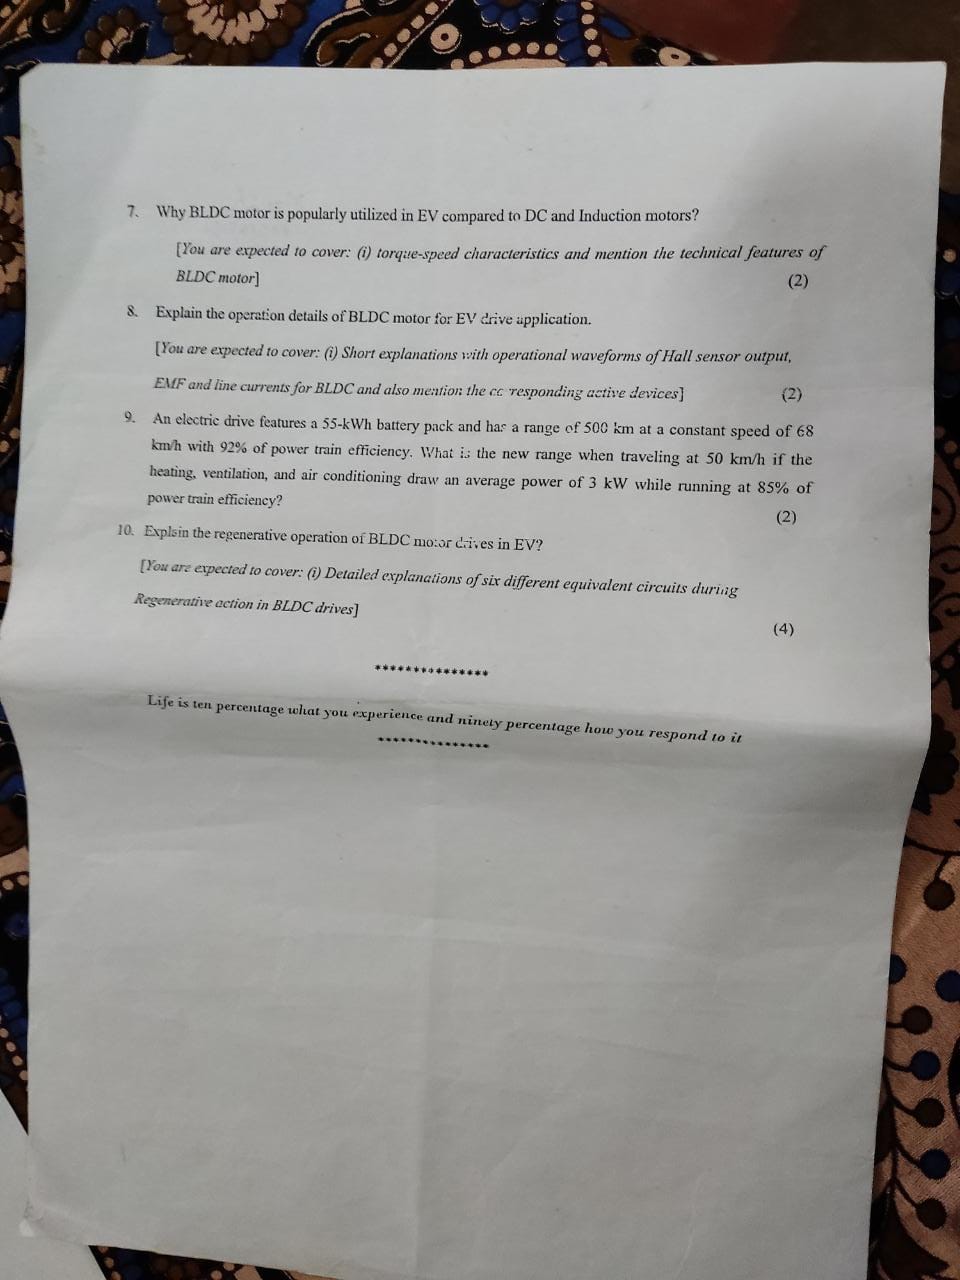 7. Why BLDC motor is popularly utilized in EV compared to DC and Induction motors?
[You are expected to cover: (i) torque-speed characteristics and mention the technical features of
BLDC motor] (2)
8. Explain the operation details of BLDC motor for EV drive application.
[You are expected to cover: (i) Short explanations with operational waveforms of Hall sensor output,
EMF and line currents for BLDC and also mention the cc responding active devices] (2)
9. An electric drive features a 55-kWh battery pack and has a range of 500 km at a constant speed of 68
km/h with 92% of power train efficiency. What is the new range when traveling at 50 km/h if the
heating, ventilation, and air conditioning draw an average power of 3 kW while running at 85% of
power train efficiency? (2)
10. Explain the regenerative operation of BLDC motor drives in EV?
[You are expected to cover: (i) Detailed explanations of six different equivalent circuits during
Regenerative action in BLDC drives]
(4)
***************
Life is ten percentage what you experience and ninety percentage how you respond to it
***************